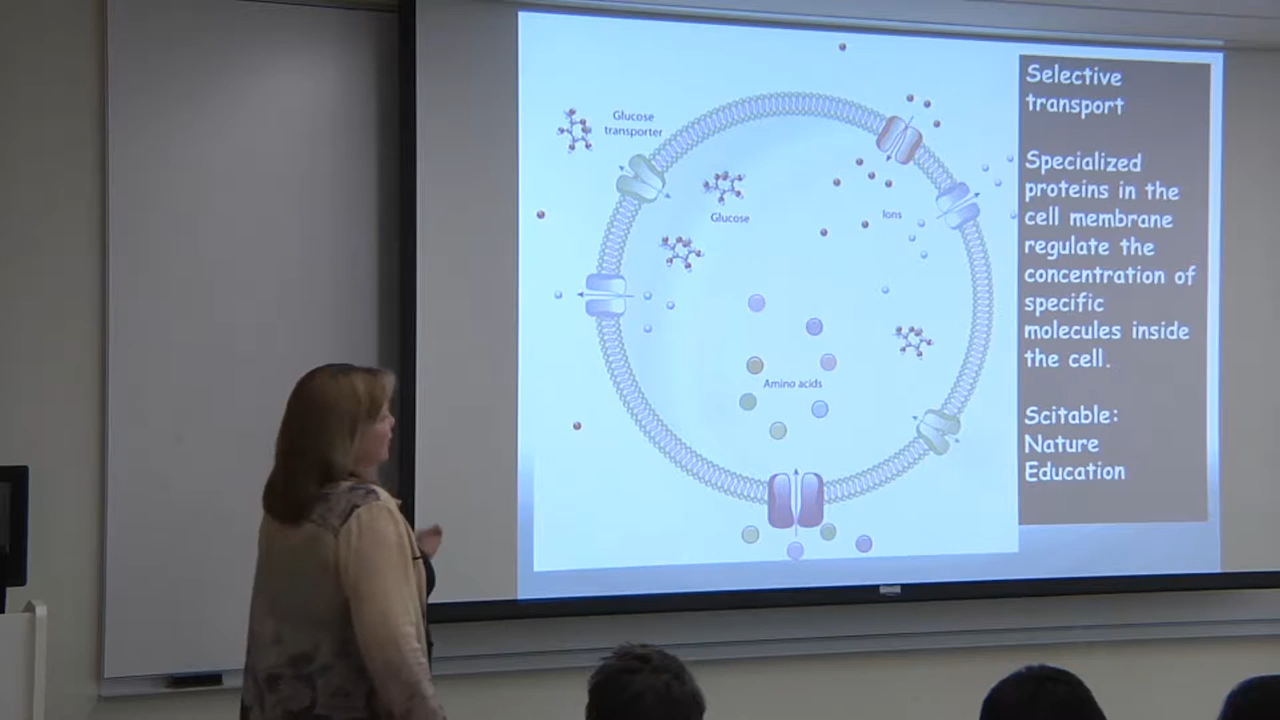 Glucose
transporter
Glucose
Ions
Amino acids
Selective
transport
Specialized
proteins in the
cell membrane
regulate the
concentration of
specific
molecules inside
the cell.
Scitable:
Nature
Education